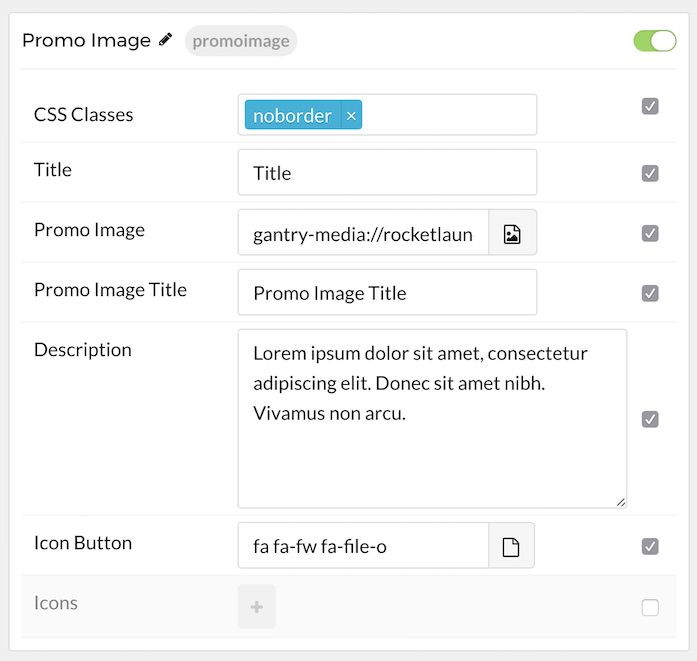 Promo Image promoimage
CSS Classes noborder ×
Title Title
Promo Image gantry-media://rocketlaun
Promo Image Title Promo Image Title
Description Lorem ipsum dolor sit amet, consectetur
adipiscing elit. Donec sit amet nibh.
Vivamus non arcu.
Icon Button fa fa-fw fa-file-o
Icons +